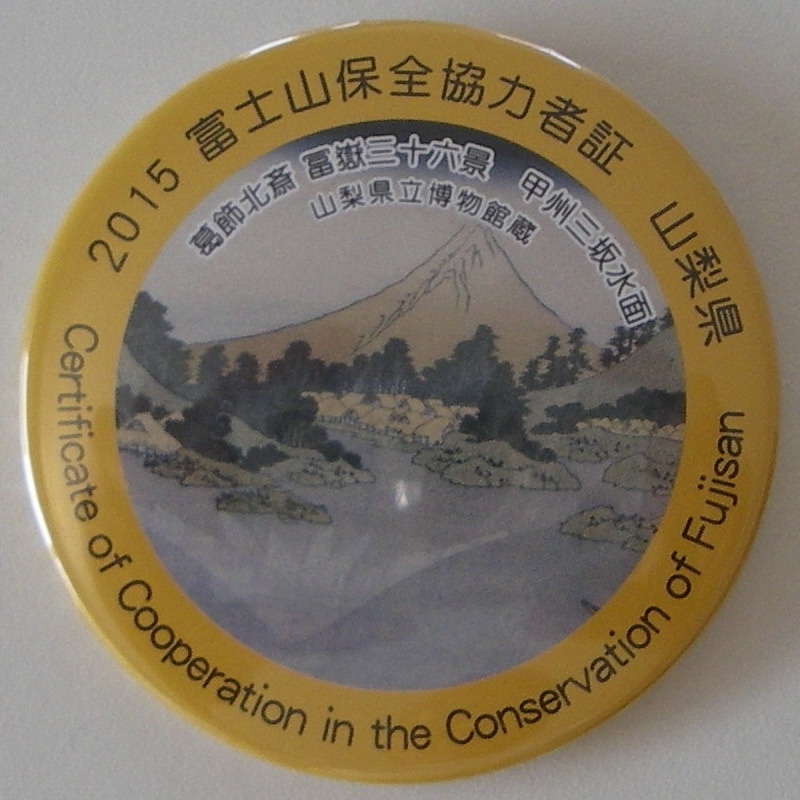 2015 富士山保全協力者証 山梨県
葛飾北斎 冨嶽三十六景 甲州三坂水面
山梨県立博物館蔵
Certificate of Cooperation in the Conservation of Fujisan